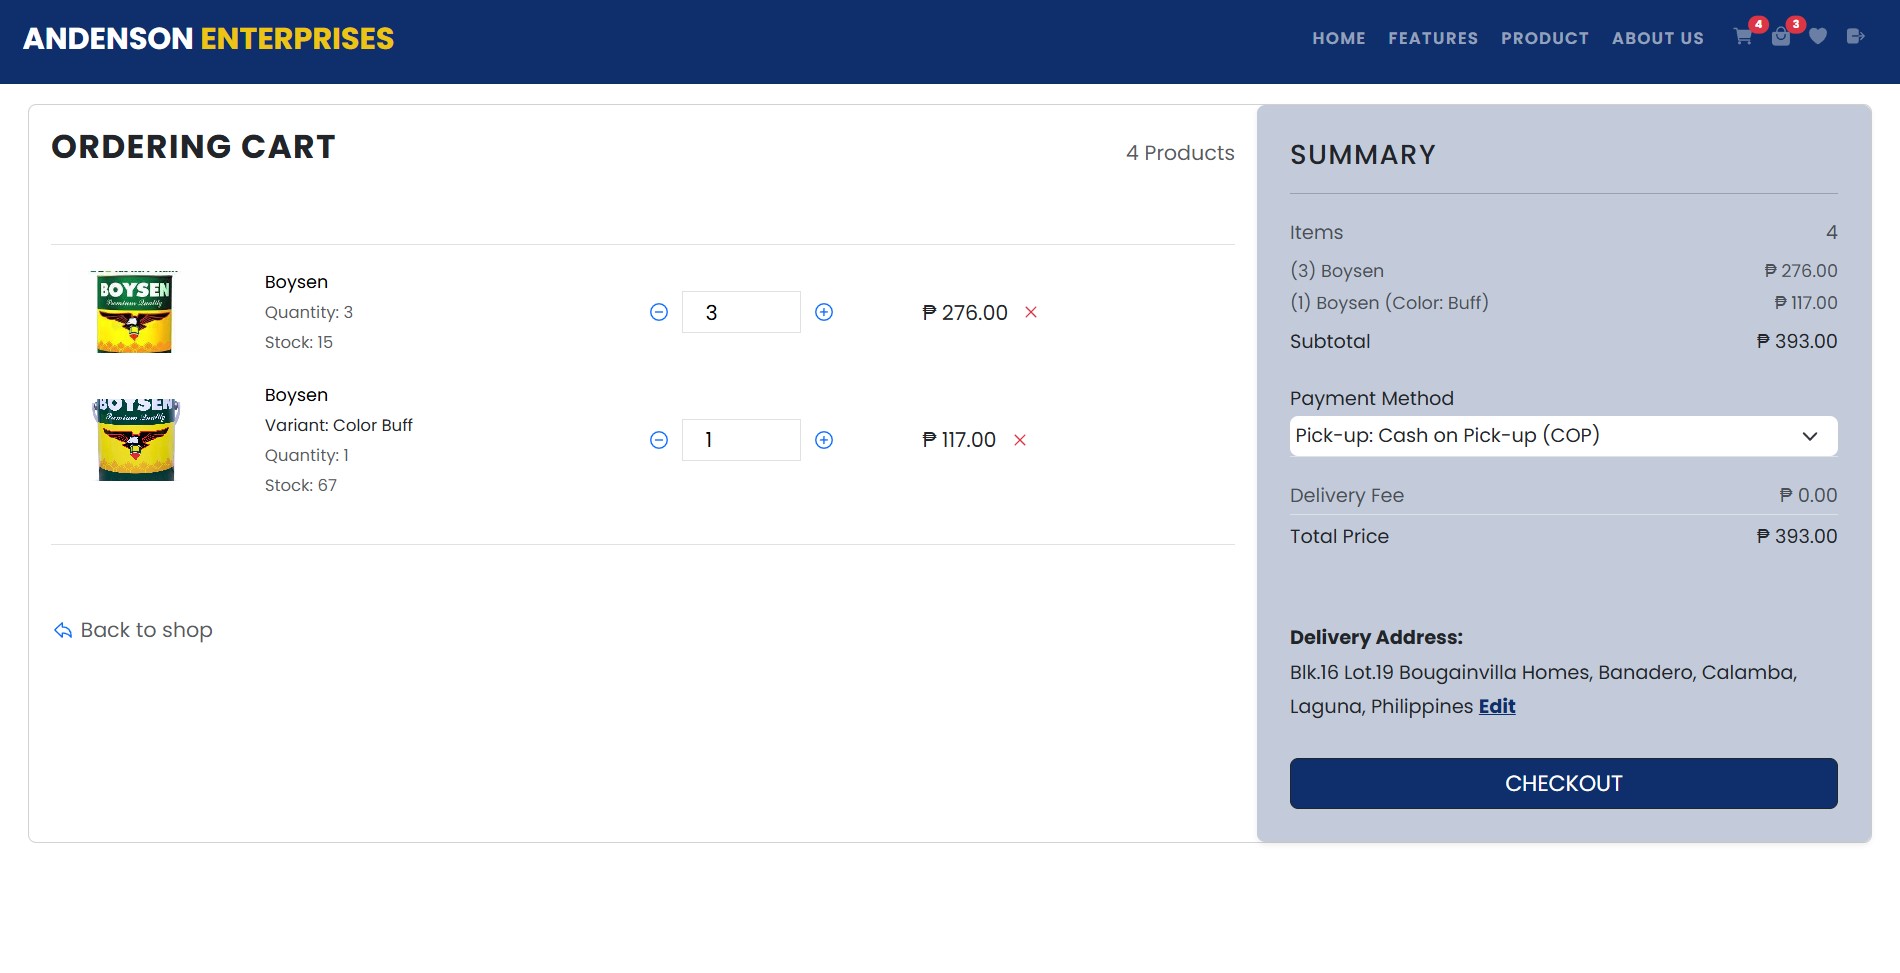 ANDENSON ENTERPRISES
HOME FEATURES PRODUCT ABOUT US 4 3
ORDERING CART
4 Products
BOYSEN
Premium Quality
Boysen
Quantity: 3
Stock: 15
3
₱ 276.00
BOYSEN
Premium Quality
Boysen
Variant: Color Buff
Quantity: 1
Stock: 67
1
₱ 117.00
Back to shop
SUMMARY
Items 4
(3) Boysen ₱ 276.00
(1) Boysen (Color: Buff) ₱ 117.00
Subtotal ₱ 393.00
Payment Method
Pick-up: Cash on Pick-up (COP)
Delivery Fee ₱ 0.00
Total Price ₱ 393.00
Delivery Address:
Blk.16 Lot.19 Bougainvilla Homes, Banadero, Calamba,
Laguna, Philippines Edit
CHECKOUT